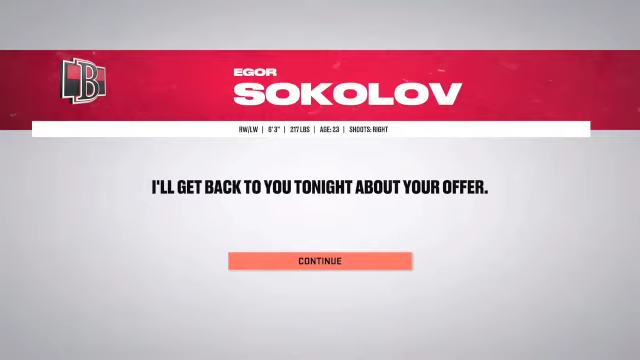 B
EGOR
SOKOLOV
RW/LW | 6' 3" | 217 LBS | AGE: 23 | SHOOTS: RIGHT
I'LL GET BACK TO YOU TONIGHT ABOUT YOUR OFFER.
CONTINUE